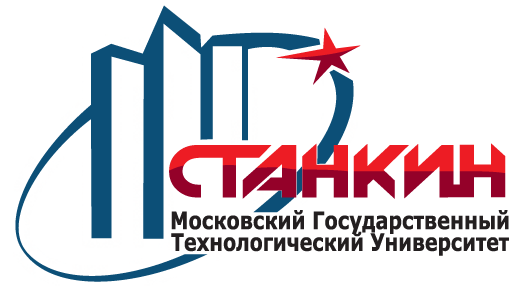 СТАНКИН
Московский Государственный
Технологический Университет